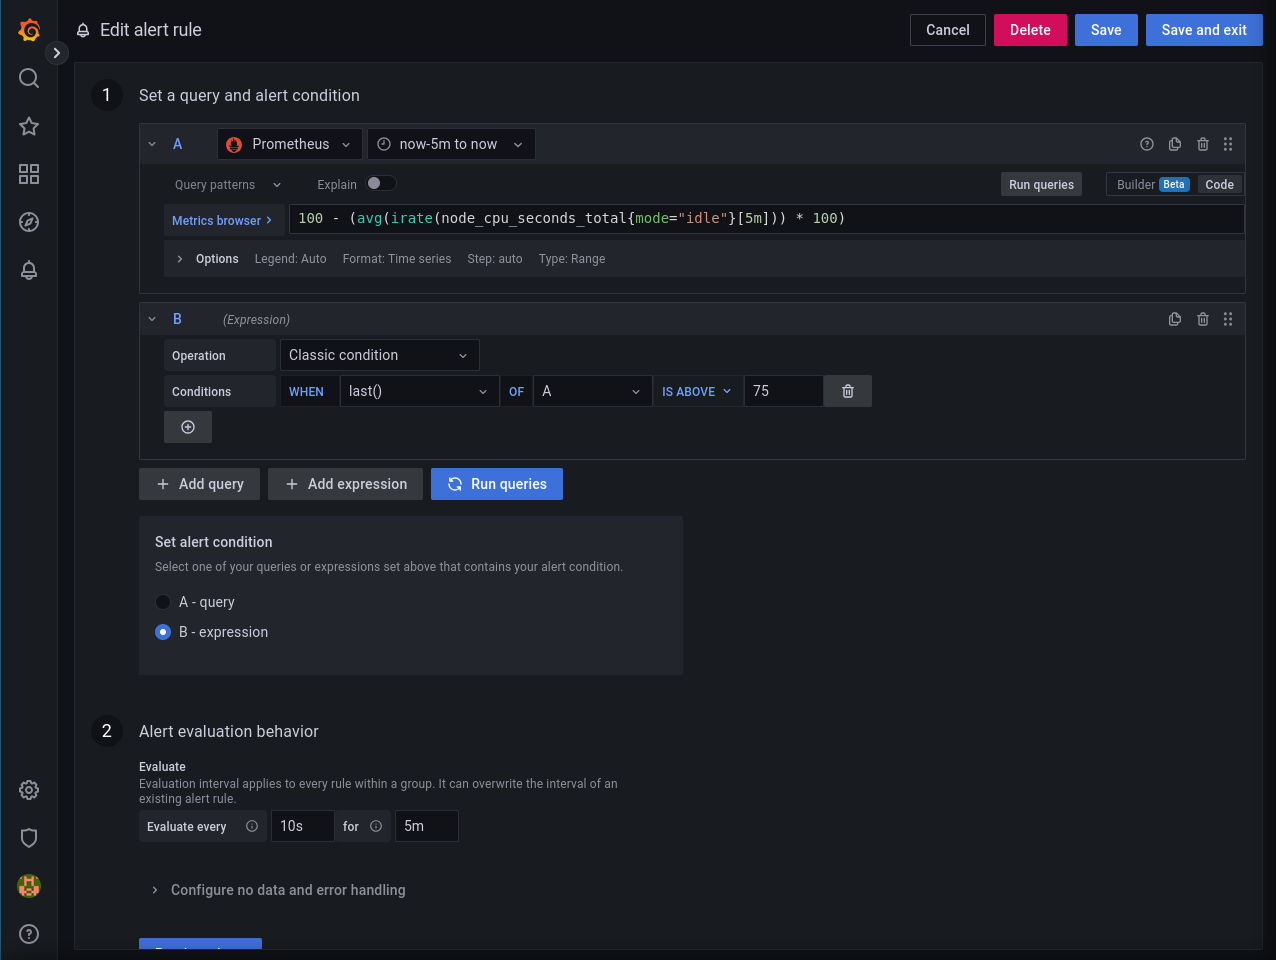 Edit alert rule
Cancel
Delete
Save
Save and exit
1
Set a query and alert condition
A
Prometheus
now-5m to now
Query patterns
Explain
Run queries
Builder
Beta
Code
Metrics browser
100 - (avg(irate(node_cpu_seconds_total{mode="idle"}[5m])) * 100)
Options
Legend: Auto
Format: Time series
Step: auto
Type: Range
B
(Expression)
Operation
Classic condition
Conditions
WHEN
last()
OF
A
IS ABOVE
75
Add query
Add expression
Run queries
Set alert condition
Select one of your queries or expressions set above that contains your alert condition.
A - query
B - expression
2
Alert evaluation behavior
Evaluate
Evaluation interval applies to every rule within a group. It can overwrite the interval of an
existing alert rule.
Evaluate every
10s
for
5m
Configure no data and error handling